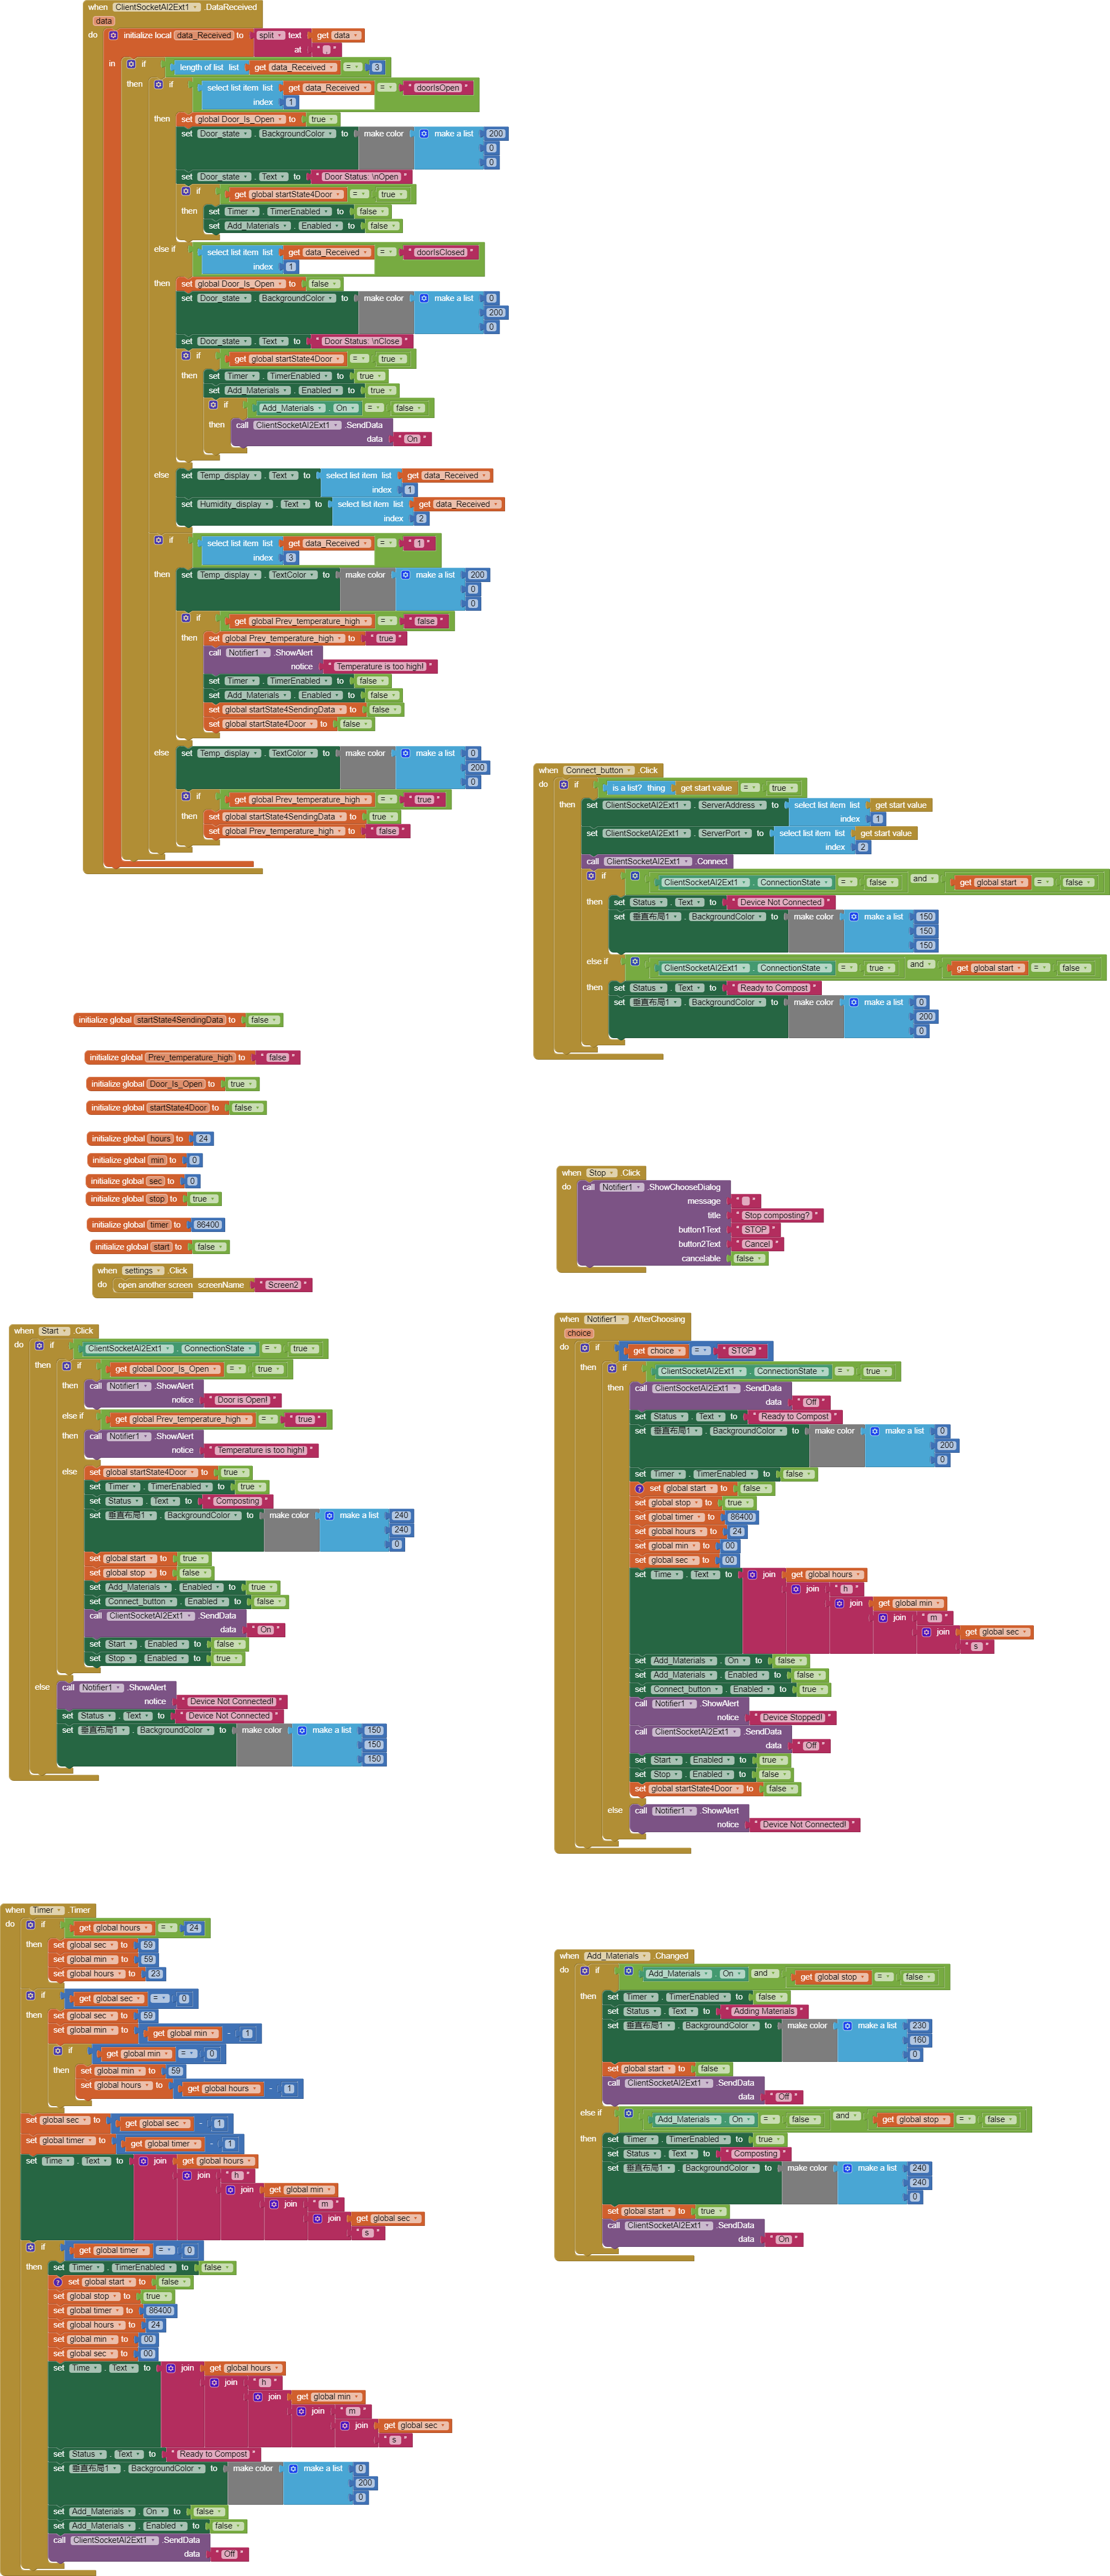 when ClientSocketAI2Ext1 .DataReceived
data
do initialize local data_Received to split text get data
at " , "
in if length of list list get data_Received = 3
then if select list item list get data_Received = " doorIsOpen "
index 1
then set global Door_Is_Open to true
set Door_state . BackgroundColor to make color make a list 200
0
0
set Door_state . Text to " Door Status: \nOpen "
if get global startState4Door = true
then set Timer . TimerEnabled to false
set Add_Materials . Enabled to false
else if select list item list get data_Received = " doorIsClosed "
index 1
then set global Door_Is_Open to false
set Door_state . BackgroundColor to make color make a list 0
200
0
set Door_state . Text to " Door Status: \nClose "
if get global startState4Door = true
then set Timer . TimerEnabled to true
set Add_Materials . Enabled to true
if Add_Materials . On = false
then call ClientSocketAI2Ext1 .SendData
data " On "
else set Temp_display . Text to select list item list get data_Received
index 1
set Humidity_display . Text to select list item list get data_Received
index 2
if select list item list get data_Received = " 1 "
index 3
then set Temp_display . TextColor to make color make a list 200
0
0
if get global Prev_temperature_high = " false "
then set global Prev_temperature_high to " true "
call Notifier1 .ShowAlert
notice " Temperature is too high! "
set Timer . TimerEnabled to false
set Add_Materials . Enabled to false
set global startState4SendingData to false
set global startState4Door to false
else set Temp_display . TextColor to make color make a list 0
200
0
if get global Prev_temperature_high = " true "
then set global startState4SendingData to true
set global Prev_temperature_high to " false "
when Connect_button .Click
do if is a list? thing get start value = true
then set ClientSocketAI2Ext1 . ServerAddress to select list item list get start value
index 1
set ClientSocketAI2Ext1 . ServerPort to select list item list get start value
index 2
call ClientSocketAI2Ext1 .Connect
if ClientSocketAI2Ext1 . ConnectionState = false and get global start = false
then set Status . Text to " Device Not Connected "
set 垂直布局1 . BackgroundColor to make color make a list 150
150
150
else if ClientSocketAI2Ext1 . ConnectionState = true and get global start = false
then set Status . Text to " Ready to Compost "
set 垂直布局1 . BackgroundColor to make color make a list 0
200
0
initialize global startState4SendingData to false
initialize global Prev_temperature_high to " false "
initialize global Door_Is_Open to true
initialize global startState4Door to false
initialize global hours to 24
initialize global min to 0
initialize global sec to 0
initialize global stop to true
initialize global timer to 86400
initialize global start to false
when settings .Click
do open another screen screenName " Screen2 "
when Stop .Click
do call Notifier1 .ShowChooseDialog
message "  "
title " Stop composting? "
button1Text " STOP "
button2Text " Cancel "
cancelable false
when Start .Click
do if ClientSocketAI2Ext1 . ConnectionState = true
then if get global Door_Is_Open = true
then call Notifier1 .ShowAlert
notice " Door is Open! "
else if get global Prev_temperature_high = " true "
then call Notifier1 .ShowAlert
notice " Temperature is too high! "
else set global startState4Door to true
set Timer . TimerEnabled to true
set Status . Text to " Composting "
set 垂直布局1 . BackgroundColor to make color make a list 240
240
0
set global start to true
set global stop to false
set Add_Materials . Enabled to true
set Connect_button . Enabled to false
call ClientSocketAI2Ext1 .SendData
data " On "
set Start . Enabled to false
set Stop . Enabled to true
else call Notifier1 .ShowAlert
notice " Device Not Connected! "
set Status . Text to " Device Not Connected "
set 垂直布局1 . BackgroundColor to make color make a list 150
150
150
when Notifier1 .AfterChoosing
choice
do if get choice = " STOP "
then if ClientSocketAI2Ext1 . ConnectionState = true
then call ClientSocketAI2Ext1 .SendData
data " Off "
set Status . Text to " Ready to Compost "
set 垂直布局1 . BackgroundColor to make color make a list 0
200
0
set Timer . TimerEnabled to false
? set global start to false
set global stop to true
set global timer to 86400
set global hours to 24
set global min to 00
set global sec to 00
set Time . Text to join get global hours
join " h "
join get global min
join " m "
join get global sec
" s "
set Add_Materials . On to false
set Add_Materials . Enabled to false
set Connect_button . Enabled to true
call Notifier1 .ShowAlert
notice " Device Stopped! "
call ClientSocketAI2Ext1 .SendData
data " Off "
set Start . Enabled to true
set Stop . Enabled to false
set global startState4Door to false
else call Notifier1 .ShowAlert
notice " Device Not Connected! "
when Timer .Timer
do if get global hours = 24
then set global sec to 59
set global min to 59
set global hours to 23
if get global sec = 0
then set global sec to 59
set global min to get global min - 1
if get global min = 0
then set global min to 59
set global hours to get global hours - 1
set global sec to get global sec - 1
set global timer to get global timer - 1
set Time . Text to join get global hours
join " h "
join get global min
join " m "
join get global sec
" s "
if get global timer = 0
then set Timer . TimerEnabled to false
? set global start to false
set global stop to true
set global timer to 86400
set global hours to 24
set global min to 00
set global sec to 00
set Time . Text to join get global hours
join " h "
join get global min
join " m "
join get global sec
" s "
set Status . Text to " Ready to Compost "
set 垂直布局1 . BackgroundColor to make color make a list 0
200
0
set Add_Materials . On to false
set Add_Materials . Enabled to false
call ClientSocketAI2Ext1 .SendData
data " Off "
when Add_Materials .Changed
do if Add_Materials . On and get global stop = false
then set Timer . TimerEnabled to false
set Status . Text to " Adding Materials "
set 垂直布局1 . BackgroundColor to make color make a list 230
160
0
set global start to false
call ClientSocketAI2Ext1 .SendData
data " Off "
else if Add_Materials . On = false and get global stop = false
then set Timer . TimerEnabled to true
set Status . Text to " Composting "
set 垂直布局1 . BackgroundColor to make color make a list 240
240
0
set global start to true
call ClientSocketAI2Ext1 .SendData
data " On "